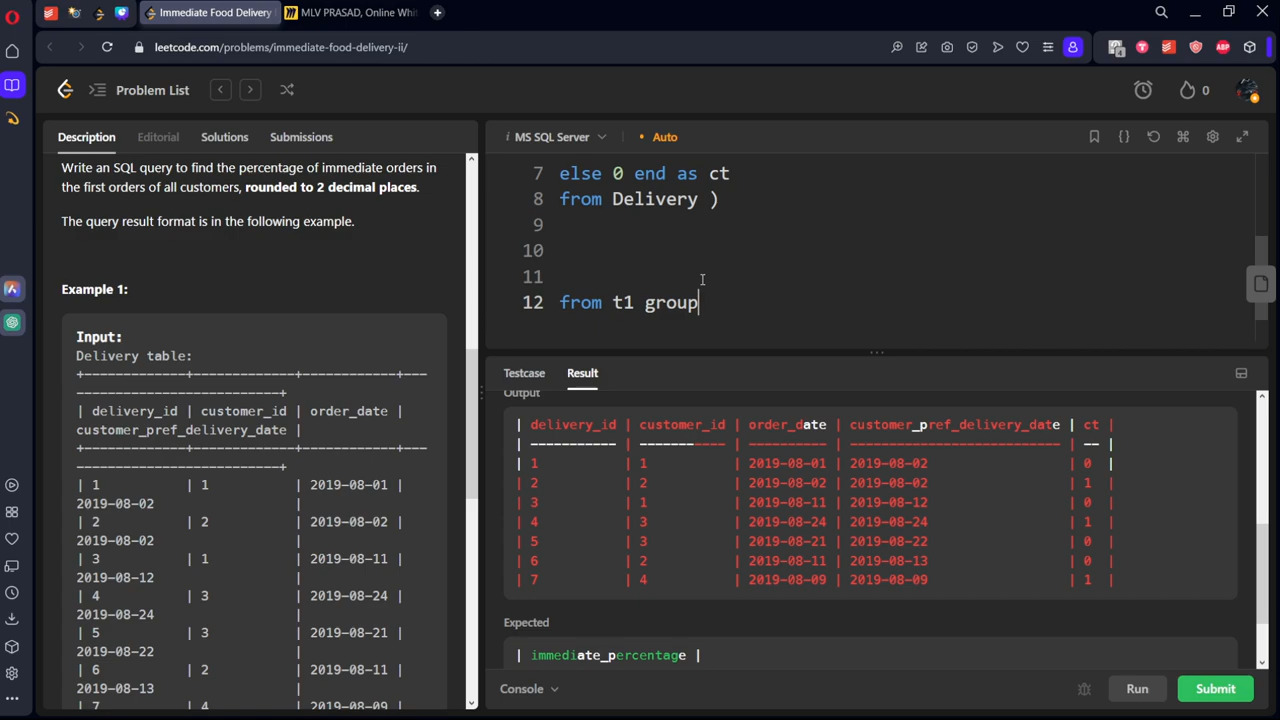 Immediate Food Delivery
MLV PRASAD, Online Whit
leetcode.com/problems/immediate-food-delivery-ii/
4
ABP
Problem List
0
Description Editorial Solutions Submissions
Write an SQL query to find the percentage of immediate orders in
the first orders of all customers, rounded to 2 decimal places.
The query result format is in the following example.
Example 1:
Input:
Delivery table:
+-------------+-------------+------------+---
--------------------------+
| delivery_id | customer_id | order_date |
customer_pref_delivery_date |
+-------------+-------------+------------+---
--------------------------+
| 1 | 1 | 2019-08-01 |
2019-08-02 |
| 2 | 2 | 2019-08-02 |
2019-08-02 |
| 3 | 1 | 2019-08-11 |
2019-08-12 |
| 4 | 3 | 2019-08-24 |
2019-08-24 |
| 5 | 3 | 2019-08-21 |
2019-08-22 |
| 6 | 2 | 2019-08-11 |
2019-08-13 |
| 7 | 4 | 2019-08-09 |
i MS SQL Server • Auto
7 else 0 end as ct
8 from Delivery )
9
10
11
12 from t1 group
Testcase Result
Output
| delivery_id | customer_id | order_date | customer_pref_delivery_date | ct |
| ----------- | ----------- | ---------- | --------------------------- | -- |
| 1 | 1 | 2019-08-01 | 2019-08-02 | 0 |
| 2 | 2 | 2019-08-02 | 2019-08-02 | 1 |
| 3 | 1 | 2019-08-11 | 2019-08-12 | 0 |
| 4 | 3 | 2019-08-24 | 2019-08-24 | 1 |
| 5 | 3 | 2019-08-21 | 2019-08-22 | 0 |
| 6 | 2 | 2019-08-11 | 2019-08-13 | 0 |
| 7 | 4 | 2019-08-09 | 2019-08-09 | 1 |
Expected
| immediate_percentage |
Console
Run
Submit